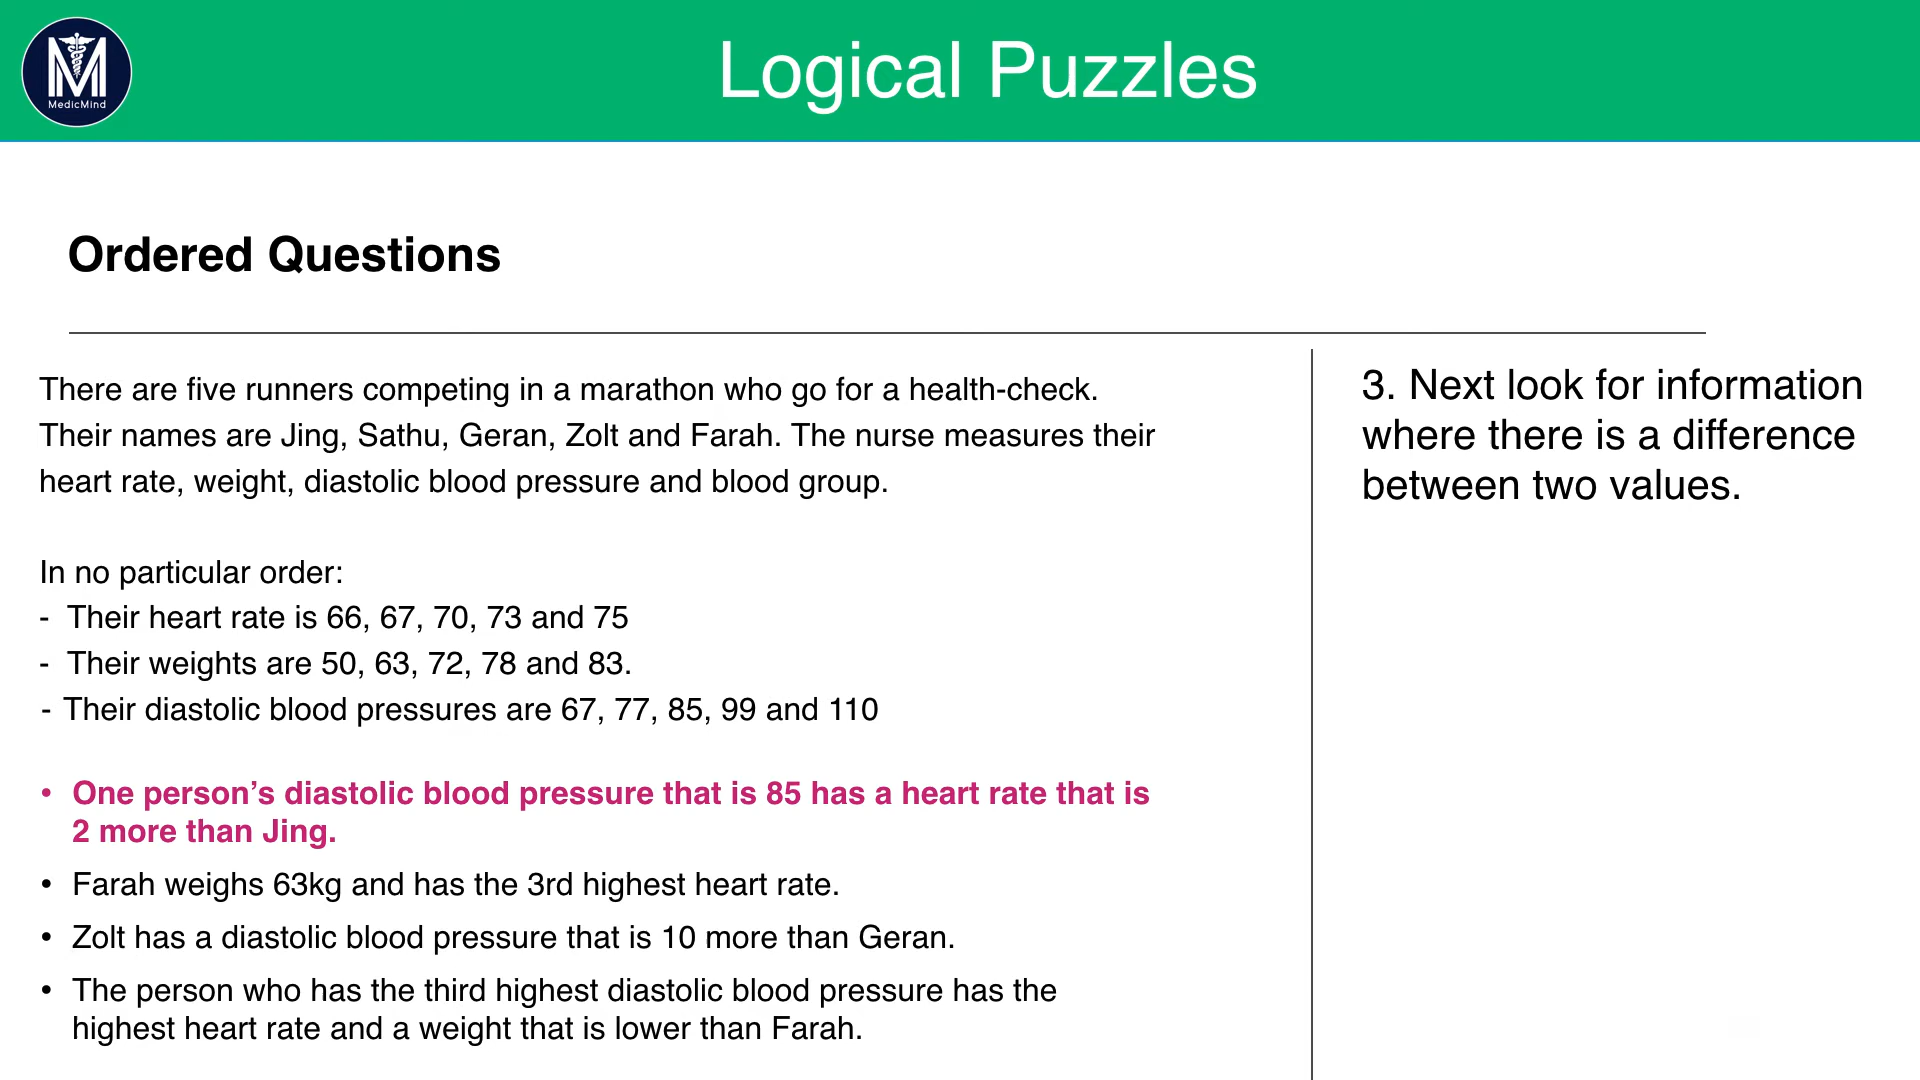 MedicMind
Logical Puzzles
Ordered Questions
There are five runners competing in a marathon who go for a health-check.
Their names are Jing, Sathu, Geran, Zolt and Farah. The nurse measures their
heart rate, weight, diastolic blood pressure and blood group.
In no particular order:
- Their heart rate is 66, 67, 70, 73 and 75
- Their weights are 50, 63, 72, 78 and 83.
- Their diastolic blood pressures are 67, 77, 85, 99 and 110
• One person’s diastolic blood pressure that is 85 has a heart rate that is
2 more than Jing.
• Farah weighs 63kg and has the 3rd highest heart rate.
• Zolt has a diastolic blood pressure that is 10 more than Geran.
• The person who has the third highest diastolic blood pressure has the
highest heart rate and a weight that is lower than Farah.
3. Next look for information
where there is a difference
between two values.